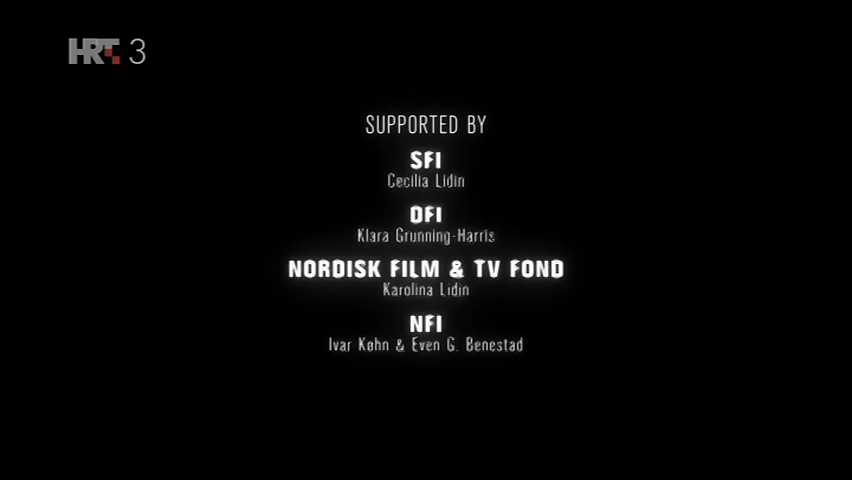 HRT 3
SUPPORTED BY
SFI
Cecilia Lidin
DFI
Klara Grunning-Harris
NORDISK FILM & TV FOND
Karolina Lidin
NFI
Ivar Køhn & Even G. Benestad